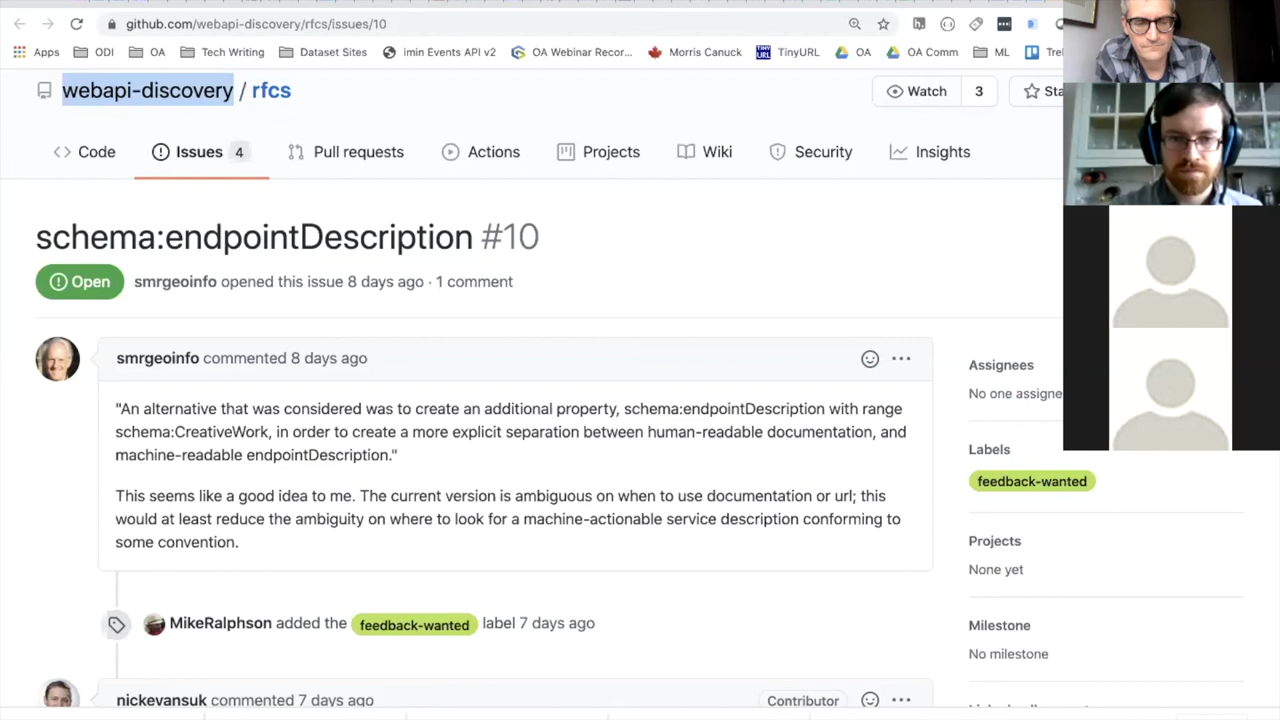 github.com/webapi-discovery/rfcs/issues/10
Apps ODI OA Tech Writing Dataset Sites imin Events API v2 OA Webinar Recor... Morris Canuck TINY URL TinyURL OA OA Comm ML Trel
webapi-discovery / rfcs
Watch 3 Sta
Code Issues 4 Pull requests Actions Projects Wiki Security Insights
schema:endpointDescription #10
Open smrgeoinfo opened this issue 8 days ago · 1 comment
smrgeoinfo commented 8 days ago
"An alternative that was considered was to create an additional property, schema:endpointDescription with range
schema:CreativeWork, in order to create a more explicit separation between human-readable documentation, and
machine-readable endpointDescription."
This seems like a good idea to me. The current version is ambiguous on when to use documentation or url; this
would at least reduce the ambiguity on where to look for a machine-actionable service description conforming to
some convention.
MikeRalphson added the feedback-wanted label 7 days ago
nickevansuk commented 7 days ago Contributor
Assignees
No one assigne
Labels
feedback-wanted
Projects
None yet
Milestone
No milestone